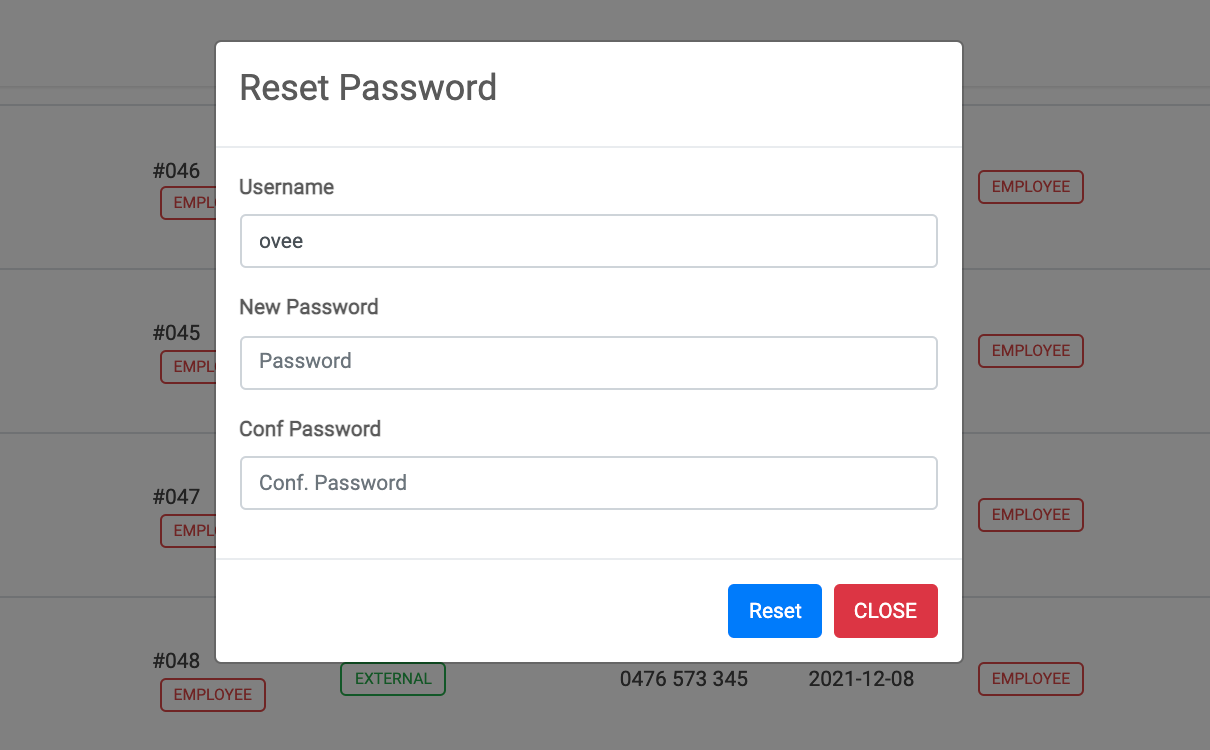 Reset Password
Username
ovee
New Password
Password
Conf Password
Conf. Password
Reset CLOSE
#046
EMPLOYEE
#045
EMPLOYEE
#047
EMPLOYEE
#048
EMPLOYEE EXTERNAL 0476 573 345 2021-12-08 EMPLOYEE